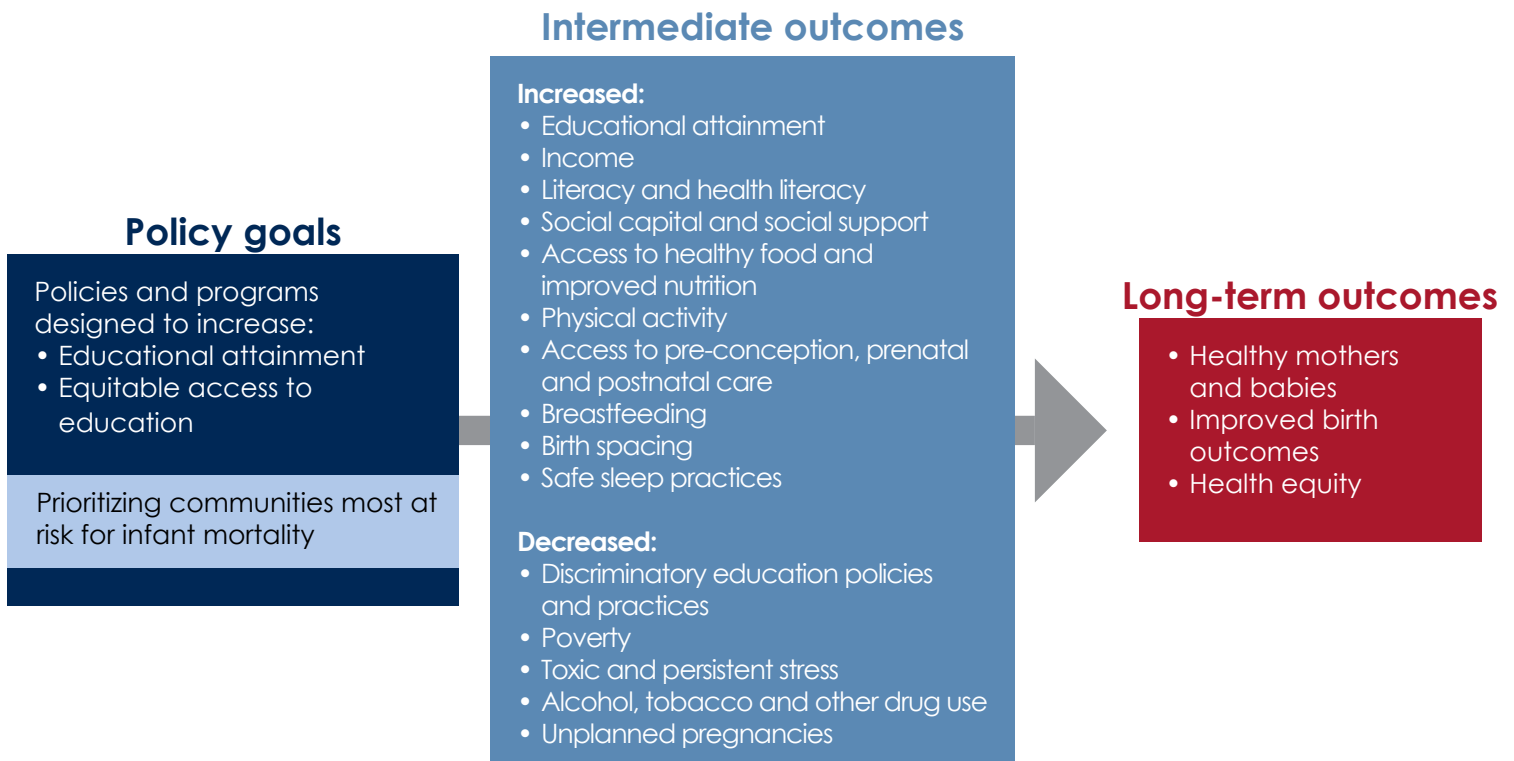 Intermediate outcomes
Policy goals
Policies and programs
designed to increase:
• Educational attainment
• Equitable access to
education
Prioritizing communities most at
risk for infant mortality
Increased:
• Educational attainment
• Income
• Literacy and health literacy
• Social capital and social support
• Access to healthy food and
improved nutrition
• Physical activity
• Access to pre-conception, prenatal
and postnatal care
• Breastfeeding
• Birth spacing
• Safe sleep practices
Decreased:
• Discriminatory education policies
and practices
• Poverty
• Toxic and persistent stress
• Alcohol, tobacco and other drug use
• Unplanned pregnancies
Long-term outcomes
• Healthy mothers
and babies
• Improved birth
outcomes
• Health equity